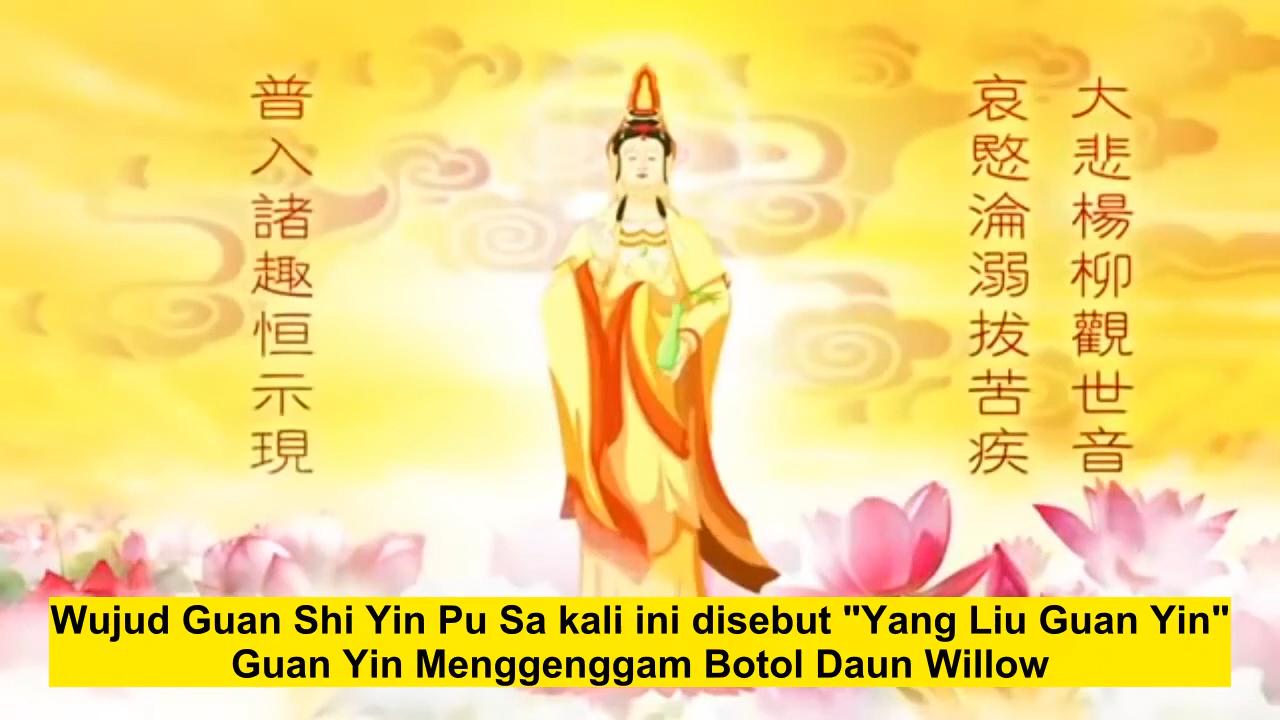 大悲楊柳觀世音
哀愍淪溺拔苦疾
普入諸趣恒示現
Wujud Guan Shi Yin Pu Sa kali ini disebut "Yang Liu Guan Yin"
Guan Yin Menggenggam Botol Daun Willow